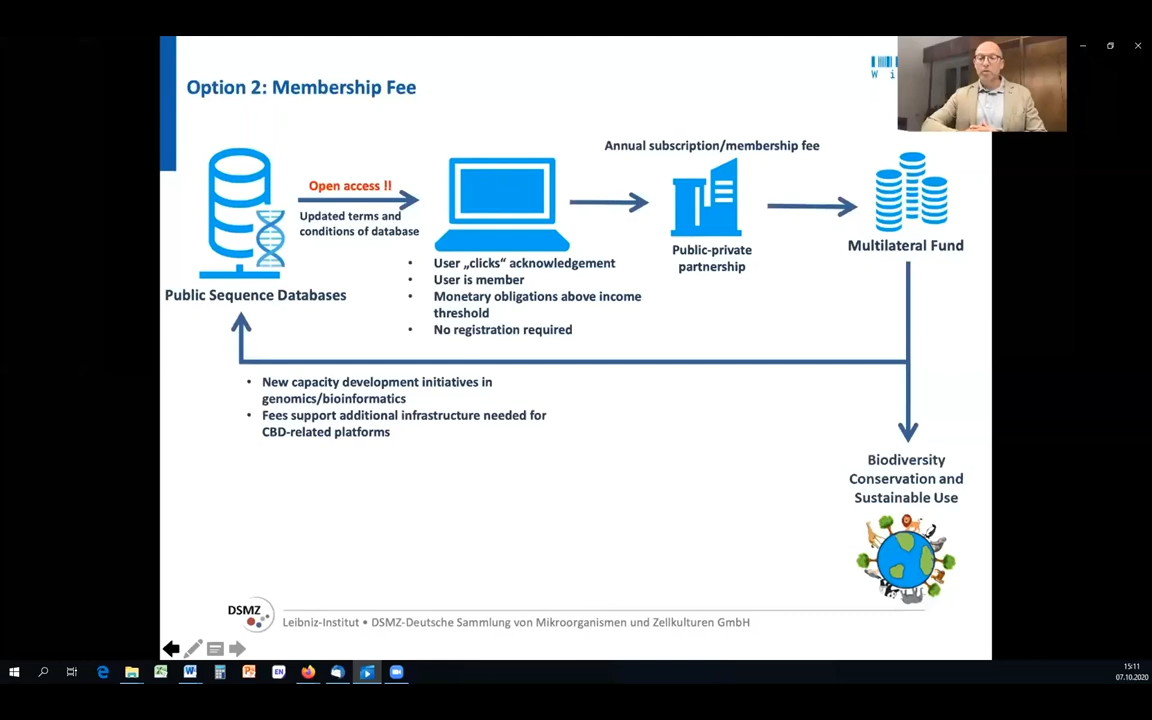 Option 2: Membership Fee
W i
Annual subscription/membership fee
Open access !!
Updated terms and
conditions of database
Public Sequence Databases
• User „clicks“ acknowledgement
• User is member
• Monetary obligations above income
threshold
• No registration required
Public-private
partnership
Multilateral Fund
• New capacity development initiatives in
genomics/bioinformatics
• Fees support additional infrastructure needed for
CBD-related platforms
Biodiversity
Conservation and
Sustainable Use
DSMZ
Leibniz-Institut • DSMZ-Deutsche Sammlung von Mikroorganismen und Zellkulturen GmbH
EN
15:11
07.10.2020